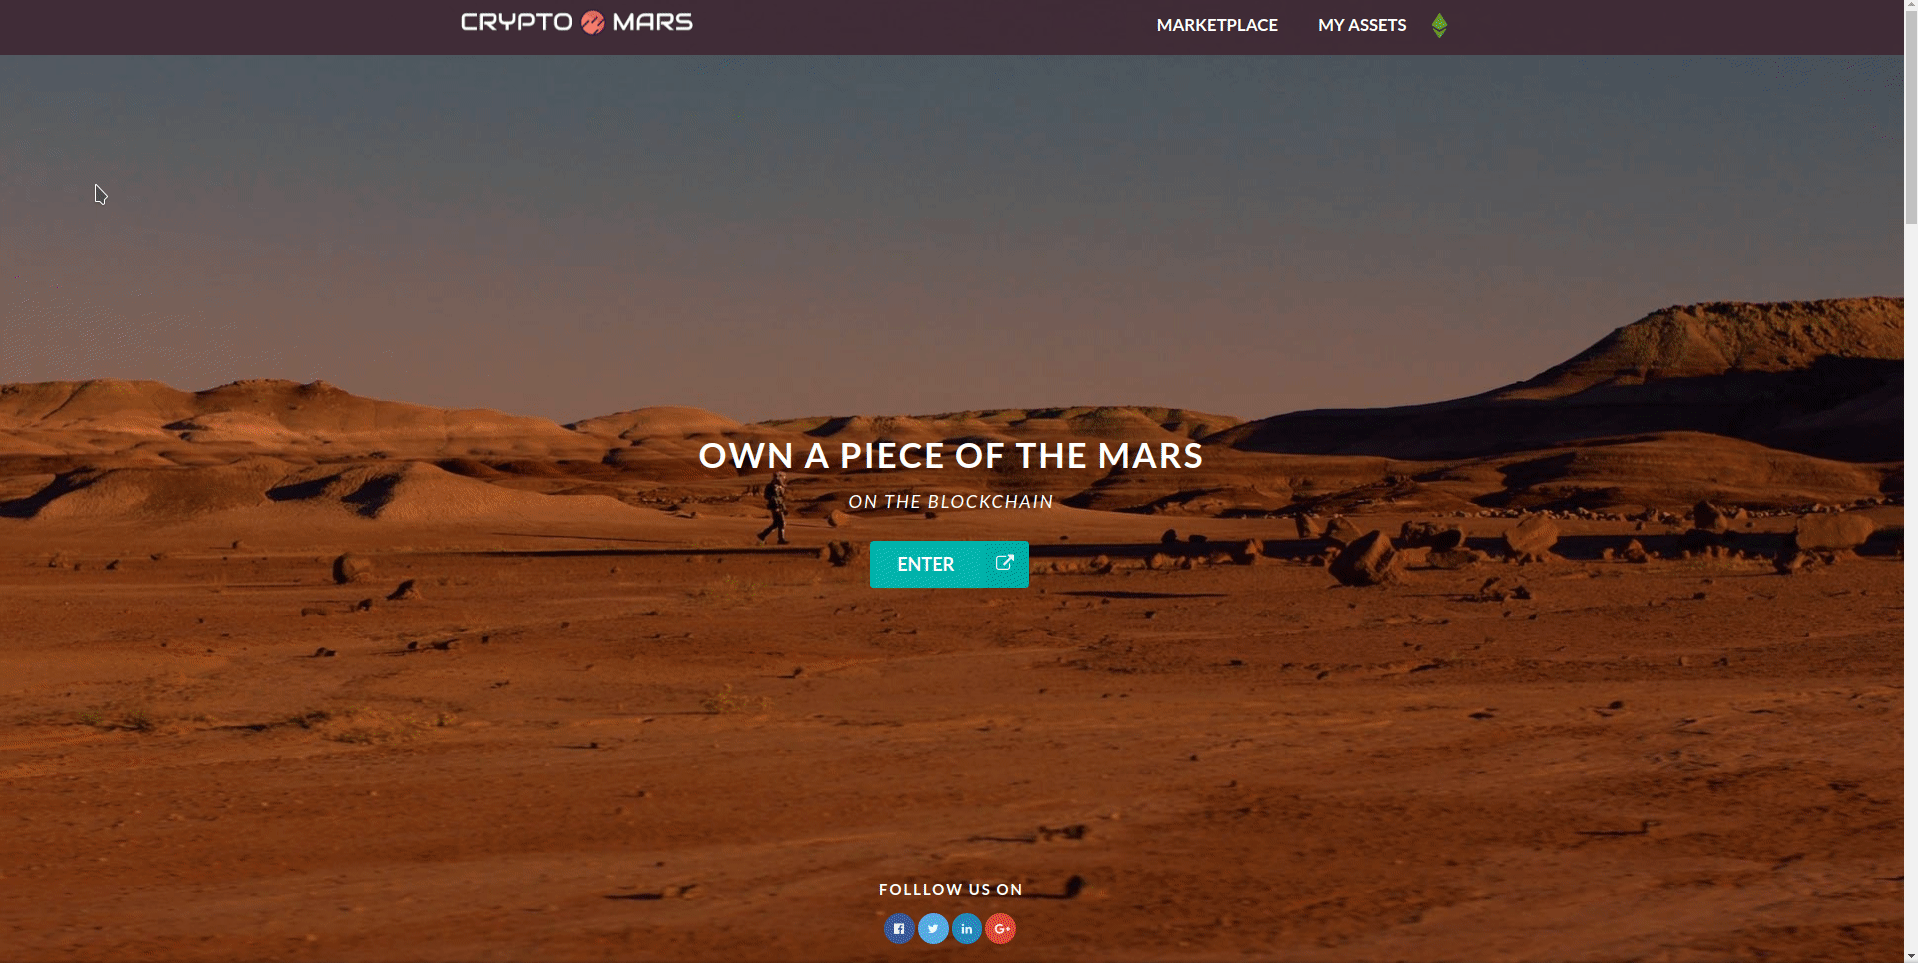 CRYPTO MARS
MARKETPLACE
MY ASSETS
OWN A PIECE OF THE MARS
ON THE BLOCKCHAIN
ENTER
FOLLLOW US ON
in
G+